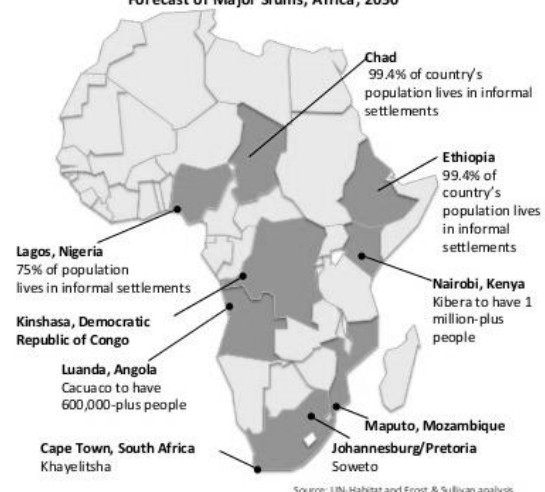 Forecast of Major Slums, Africa, 2050
Chad
99.4% of country's
population lives in informal
settlements
Ethiopia
99.4% of
country's
population lives
in informal
settlements
Lagos, Nigeria
75% of population
lives in informal settlements
Nairobi, Kenya
Kibera to have 1
million-plus
people
Kinshasa, Democratic
Republic of Congo
Luanda, Angola
Cacuaco to have
600,000-plus people
Maputo, Mozambique
Cape Town, South Africa
Khayelitsha
Johannesburg/Pretoria
Soweto
Source: UN-Habitat and Frost & Sullivan analysis